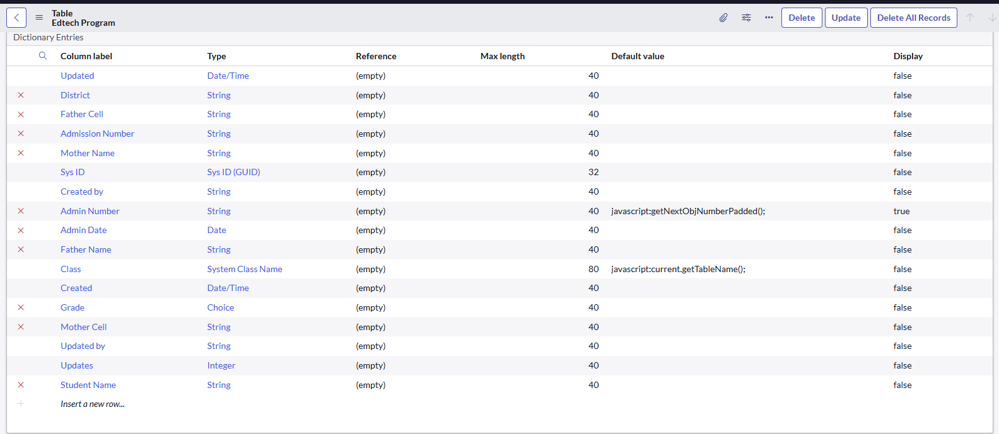 Table
Edtech Program
Delete Update Delete All Records
Dictionary Entries
Column label Type Reference Max length Default value Display
Updated Date/Time (empty) 40 false
District String (empty) 40 false
Father Cell String (empty) 40 false
Admission Number String (empty) 40 false
Mother Name String (empty) 40 false
Sys ID Sys ID (GUID) (empty) 32 false
Created by String (empty) 40 false
Admin Number String (empty) 40 javascript:getNextObjNumberPadded(); true
Admin Date Date (empty) 40 false
Father Name String (empty) 40 false
Class System Class Name (empty) 80 javascript:current.getTableName(); false
Created Date/Time (empty) 40 false
Grade Choice (empty) 40 false
Mother Cell String (empty) 40 false
Updated by String (empty) 40 false
Updates Integer (empty) 40 false
Student Name String (empty) 40 false
Insert a new row...